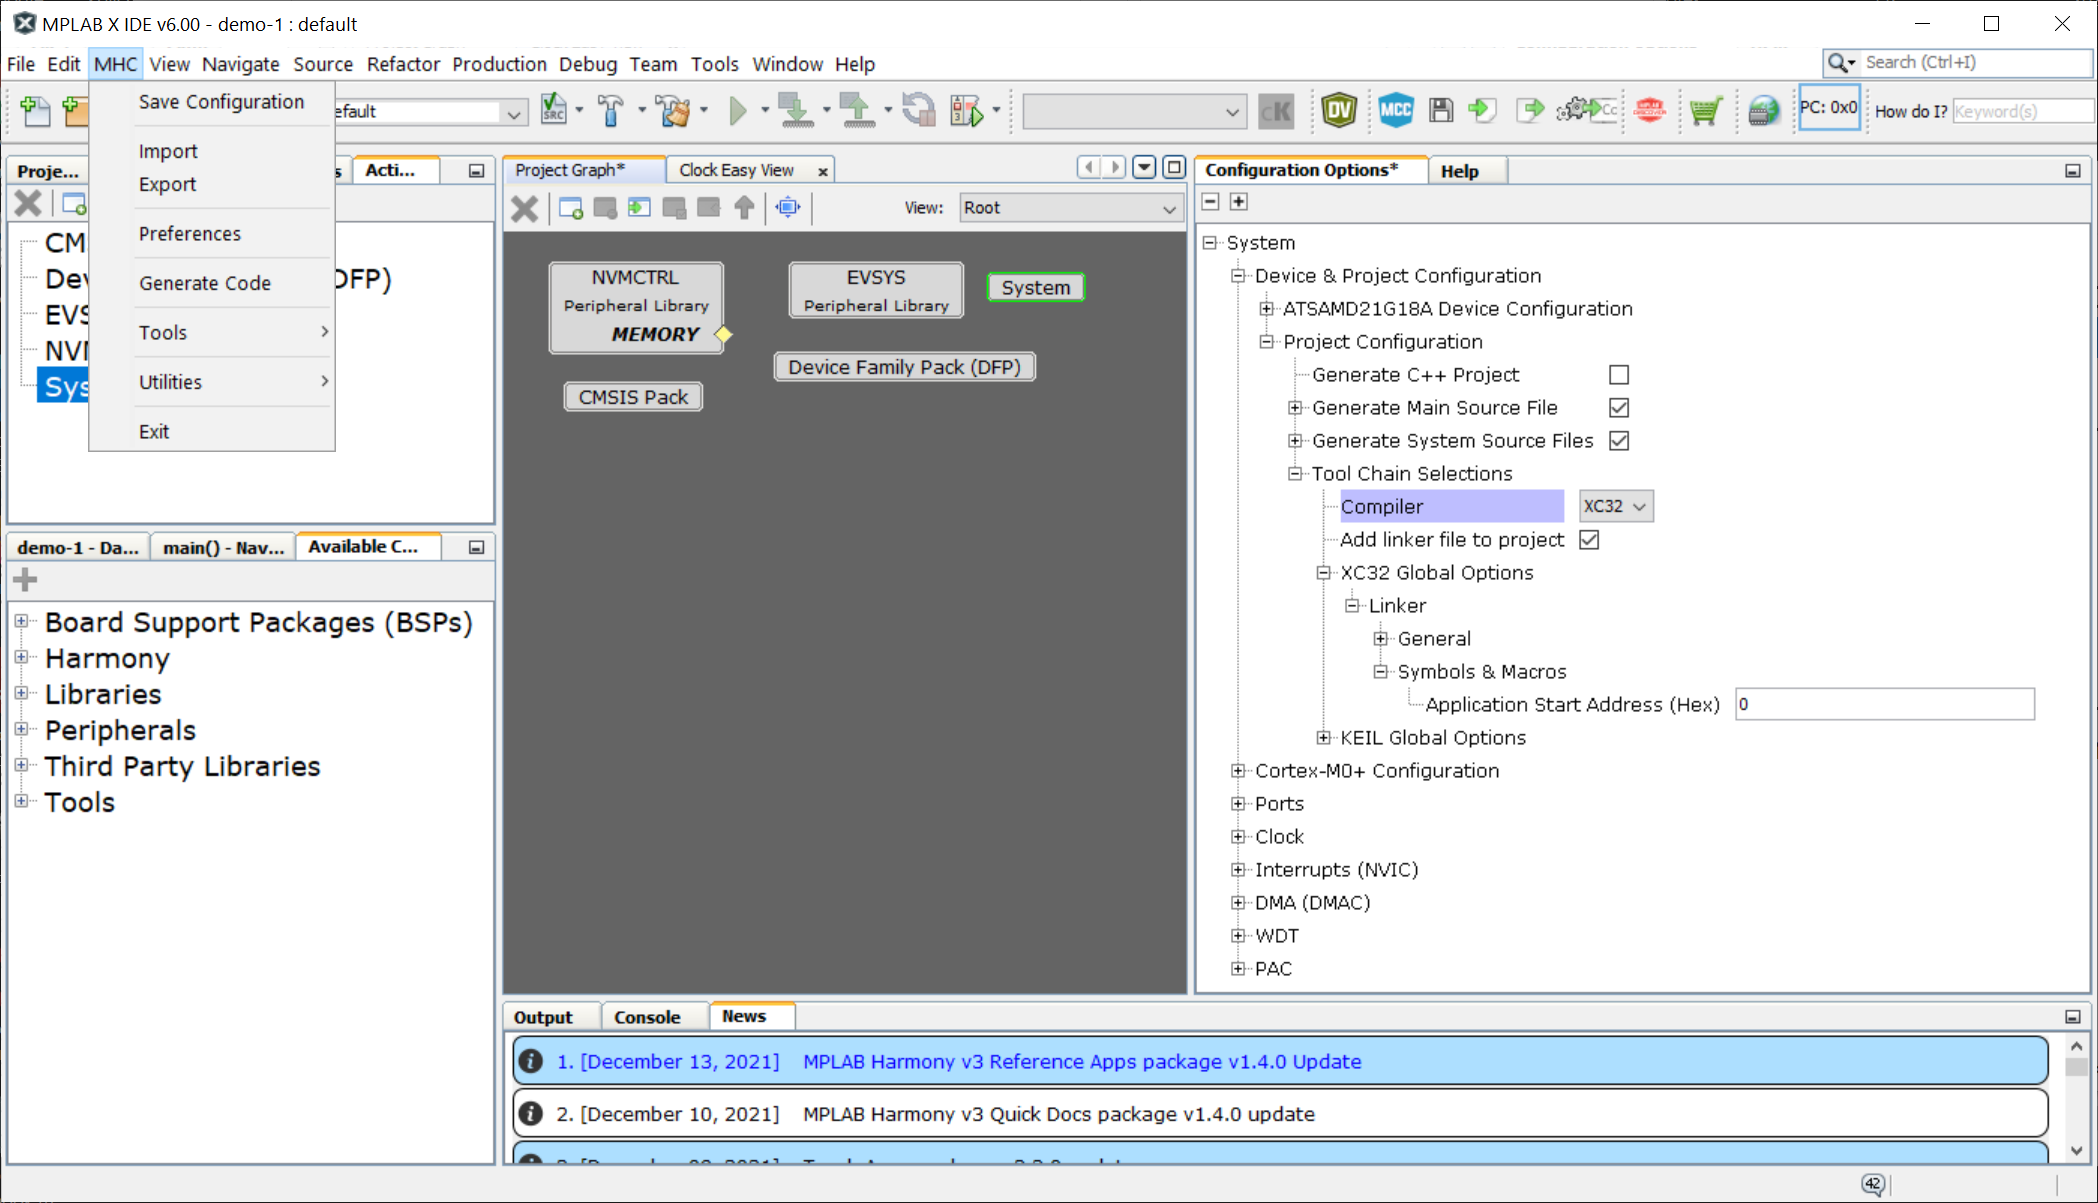 MPLAB X IDE v6.00 - demo-1 : default
File Edit MHC View Navigate Source Refactor Production Debug Team Tools Window Help
Search (Ctrl+I)
Save Configuration
Import
Export
Preferences
Generate Code
Tools
Utilities
Exit
efault
SRC
cK
DV
MCC
PC: 0x0
How do I?
Keyword(s)
Proje...
s
Acti...
CM
Dev
DFP)
EVS
NVM
Sys
demo-1 - Da...
main() - Nav...
Available C...
Board Support Packages (BSPs)
Harmony
Libraries
Peripherals
Third Party Libraries
Tools
Project Graph*
Clock Easy View
View:
Root
NVMCTRL
Peripheral Library
MEMORY
EVSYS
Peripheral Library
System
Device Family Pack (DFP)
CMSIS Pack
Configuration Options*
Help
System
Device & Project Configuration
ATSAMD21G18A Device Configuration
Project Configuration
Generate C++ Project
Generate Main Source File
Generate System Source Files
Tool Chain Selections
Compiler
XC32
Add linker file to project
XC32 Global Options
Linker
General
Symbols & Macros
Application Start Address (Hex)
0
KEIL Global Options
Cortex-M0+ Configuration
Ports
Clock
Interrupts (NVIC)
DMA (DMAC)
WDT
PAC
Output
Console
News
1. [December 13, 2021] MPLAB Harmony v3 Reference Apps package v1.4.0 Update
2. [December 10, 2021] MPLAB Harmony v3 Quick Docs package v1.4.0 update
42